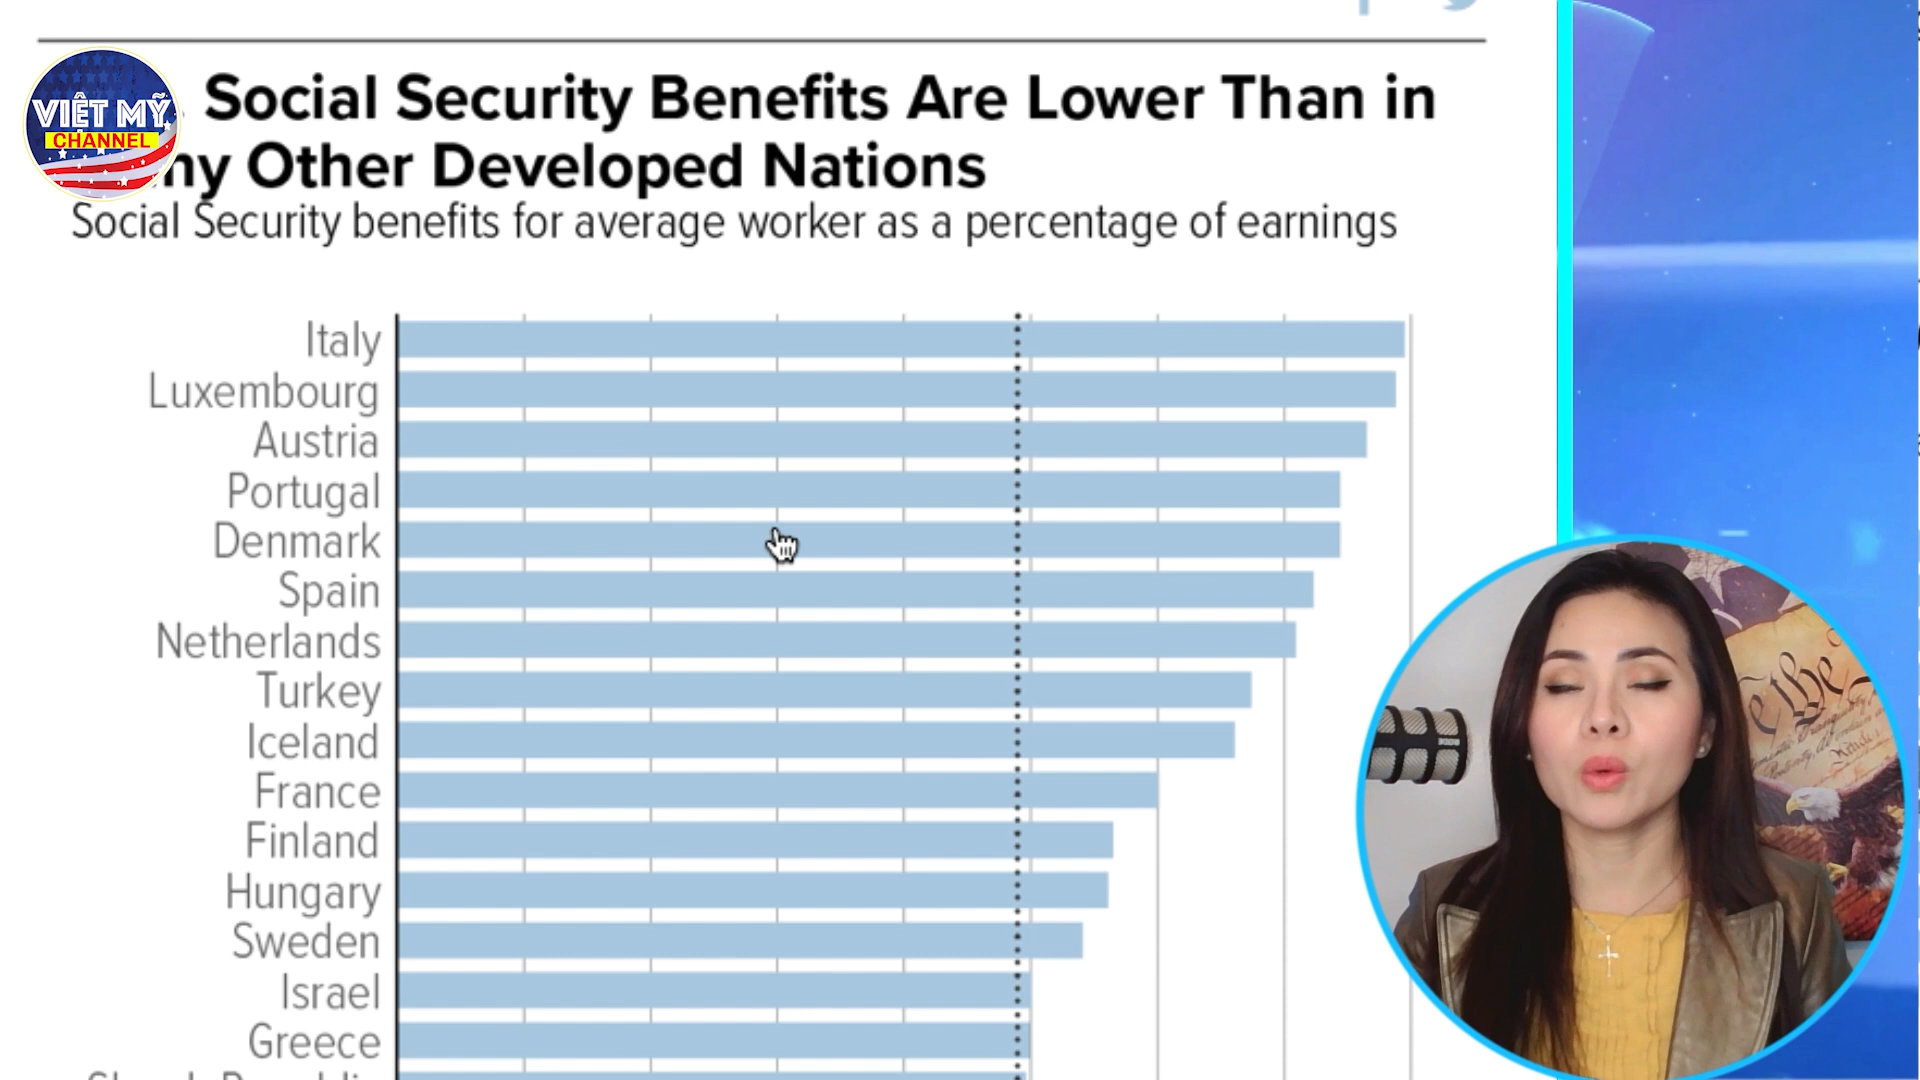 VIỆT MỸ
CHANNEL
Social Security Benefits Are Lower Than in
Other Developed Nations
Social Security benefits for average worker as a percentage of earnings
Italy
Luxembourg
Austria
Portugal
Denmark
Spain
Netherlands
Turkey
Iceland
France
Finland
Hungary
Sweden
Israel
Greece